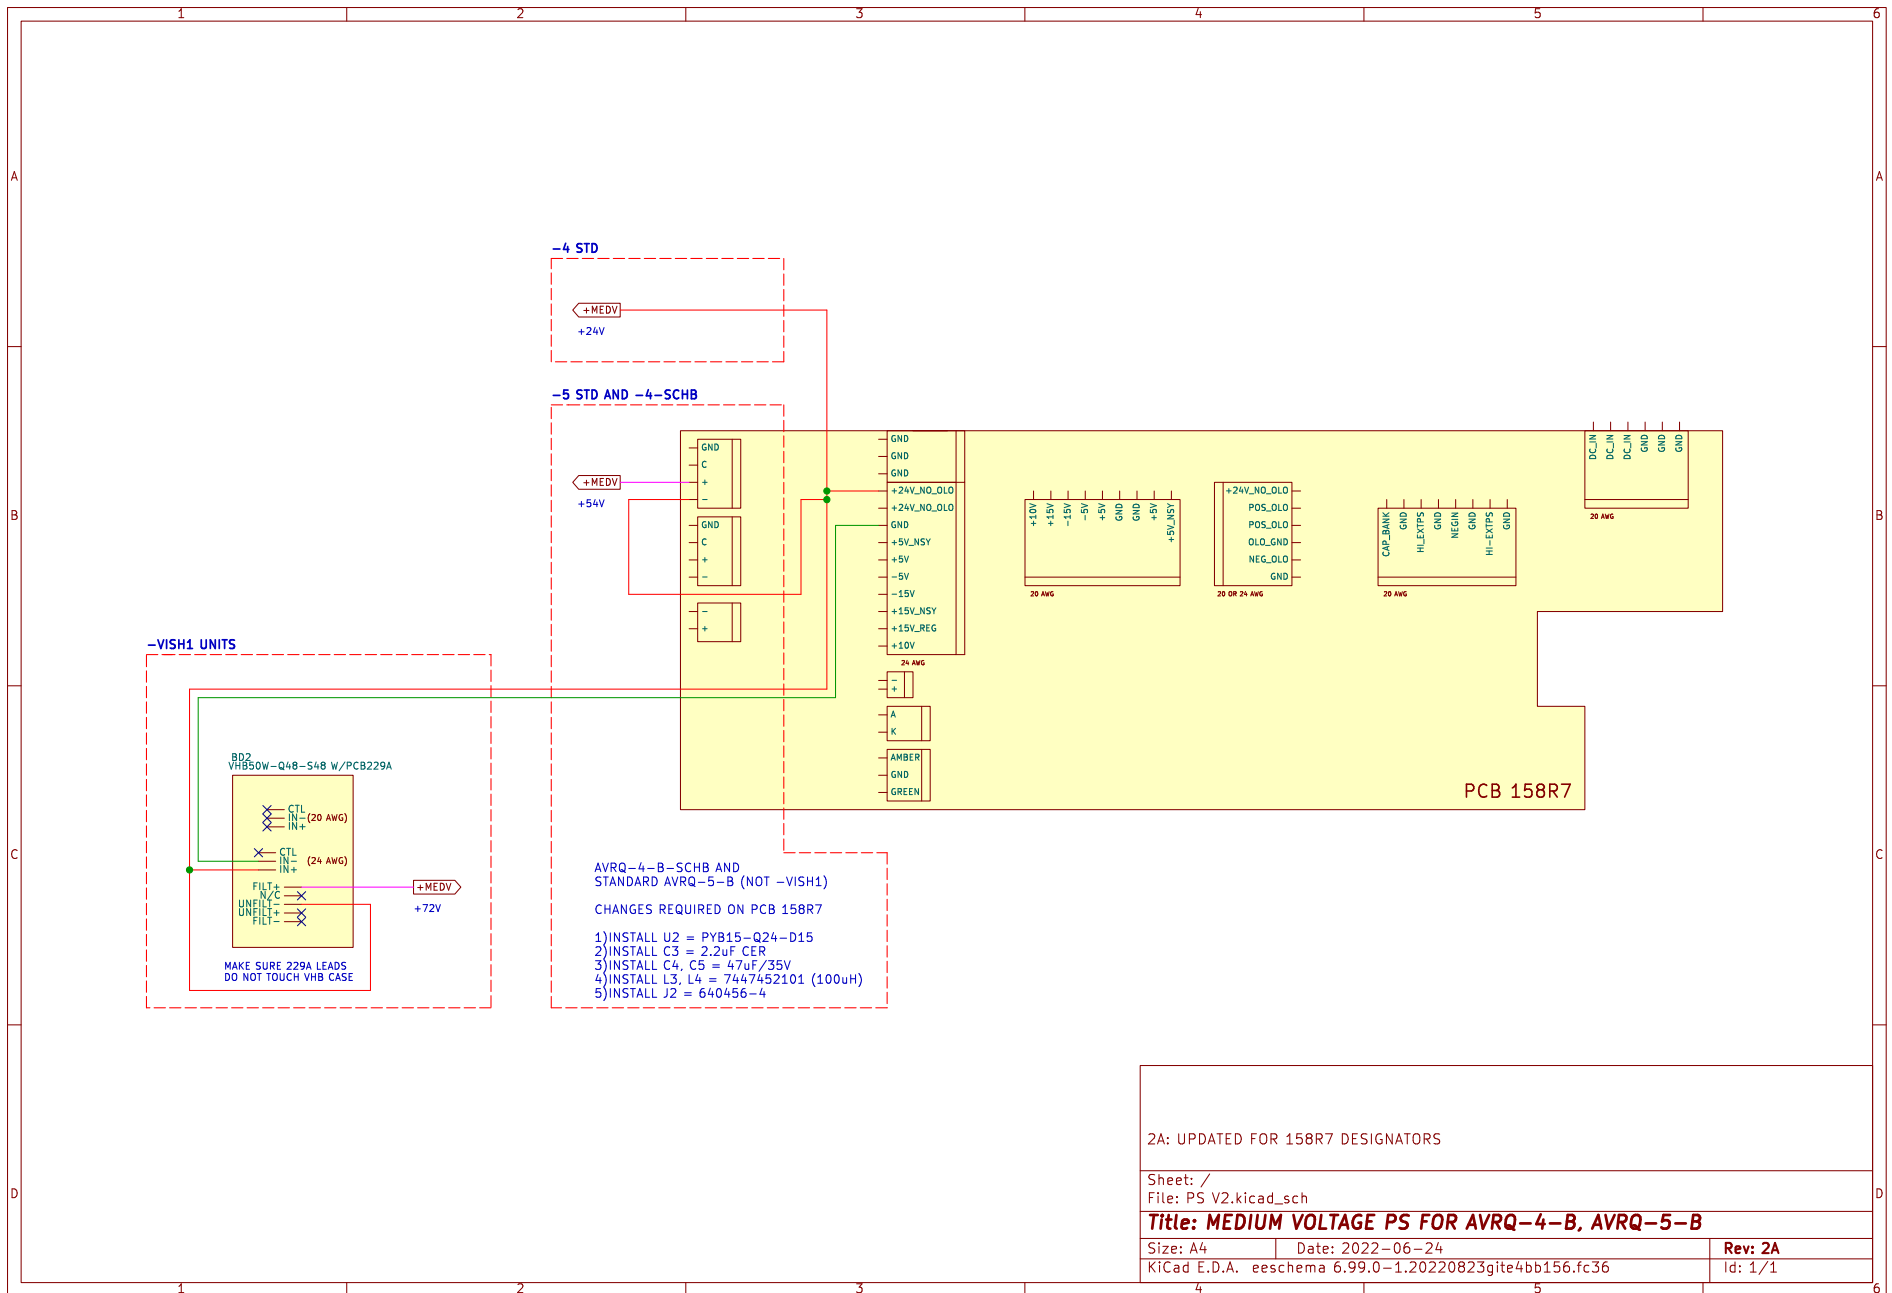 1 2 3 4 5 6
A
B
C
D
A
B
C
D
-4 STD
+MEDV
+24V
-5 STD AND -4-SCHB
+MEDV
+54V
GND
C
+
-
GND
C
+
-
-
+
GND
GND
GND
+24V_NO_OLO
+24V_NO_OLO
GND
+5V_NSY
+5V
-5V
-15V
+15V_NSY
+15V_REG
+10V
24 AWG
-
+
A
K
AMBER
GND
GREEN
+10V
+15V
-15V
-5V
+5V
GND
GND
+5V
+5V_NSY
20 AWG
+24V_NO_OLO
POS_OLO
POS_OLO
OLO_GND
NEG_OLO
GND
20 OR 24 AWG
CAP_BANK
GND
HI_EXTPS
GND
NEGIN
GND
HI-EXTPS
GND
20 AWG
DC_IN
DC_IN
DC_IN
GND
GND
GND
20 AWG
PCB 158R7
-VISH1 UNITS
BD2
VHB50W-Q48-S48 W/PCB229A
CTL
IN- (20 AWG)
IN+
CTL
IN- (24 AWG)
IN+
FILT+
N/C
UNFILT-
UNFILT+
FILT-
+MEDV
+72V
MAKE SURE 229A LEADS
DO NOT TOUCH VHB CASE
AVRQ-4-B-SCHB AND
STANDARD AVRQ-5-B (NOT -VISH1)
CHANGES REQUIRED ON PCB 158R7
1)INSTALL U2 = PYB15-Q24-D15
2)INSTALL C3 = 2.2uF CER
3)INSTALL C4, C5 = 47uF/35V
4)INSTALL L3, L4 = 7447452101 (100uH)
5)INSTALL J2 = 640456-4
2A: UPDATED FOR 158R7 DESIGNATORS
Sheet: /
File: PS V2.kicad_sch
Title: MEDIUM VOLTAGE PS FOR AVRQ-4-B, AVRQ-5-B
Size: A4 Date: 2022-06-24 Rev: 2A
KiCad E.D.A. eeschema 6.99.0-1.20220823gite4bb156.fc36 Id: 1/1
1 2 3 4 5 6